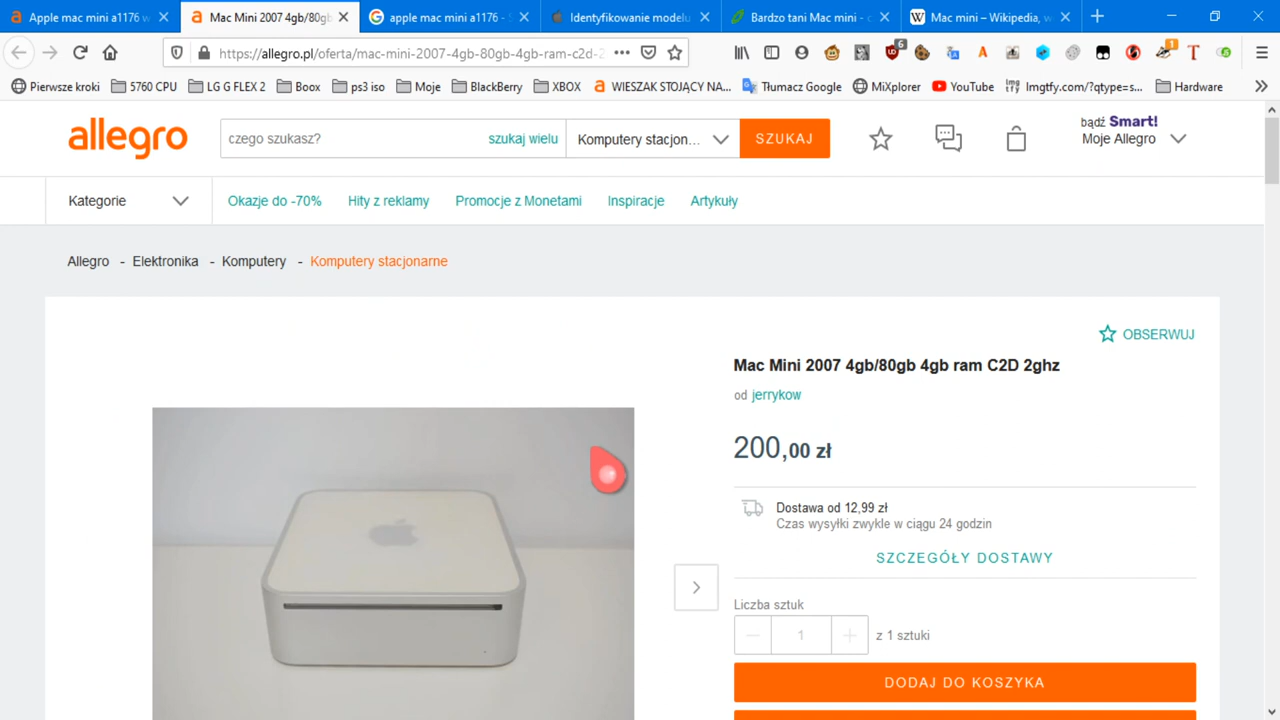 Apple mac mini a1176 w
Mac Mini 2007 4gb/80gb
apple mac mini a1176 - S
Identyfikowanie modelu
Bardzo tani Mac mini - c
Mac mini – Wikipedia, w
https://allegro.pl/oferta/mac-mini-2007-4gb-80gb-4gb-ram-c2d-2
6
1
Pierwsze kroki
5760 CPU
LG G FLEX 2
Boox
ps3 iso
Moje
BlackBerry
XBOX
WIESZAK STOJĄCY NA...
Tłumacz Google
MiXplorer
YouTube
lmgtfy.com/?qtype=s...
Hardware
allegro
czego szukasz?
szukaj wielu
Komputery stacjon...
SZUKAJ
bądź Smart!
Moje Allegro
Kategorie
Okazje do -70%
Hity z reklamy
Promocje z Monetami
Inspiracje
Artykuły
Allegro - Elektronika - Komputery - Komputery stacjonarne
OBSERWUJ
Mac Mini 2007 4gb/80gb 4gb ram C2D 2ghz
od jerrykow
200,00 zł
Dostawa od 12,99 zł
Czas wysyłki zwykle w ciągu 24 godzin
SZCZEGÓŁY DOSTAWY
Liczba sztuk
1
z 1 sztuki
DODAJ DO KOSZYKA